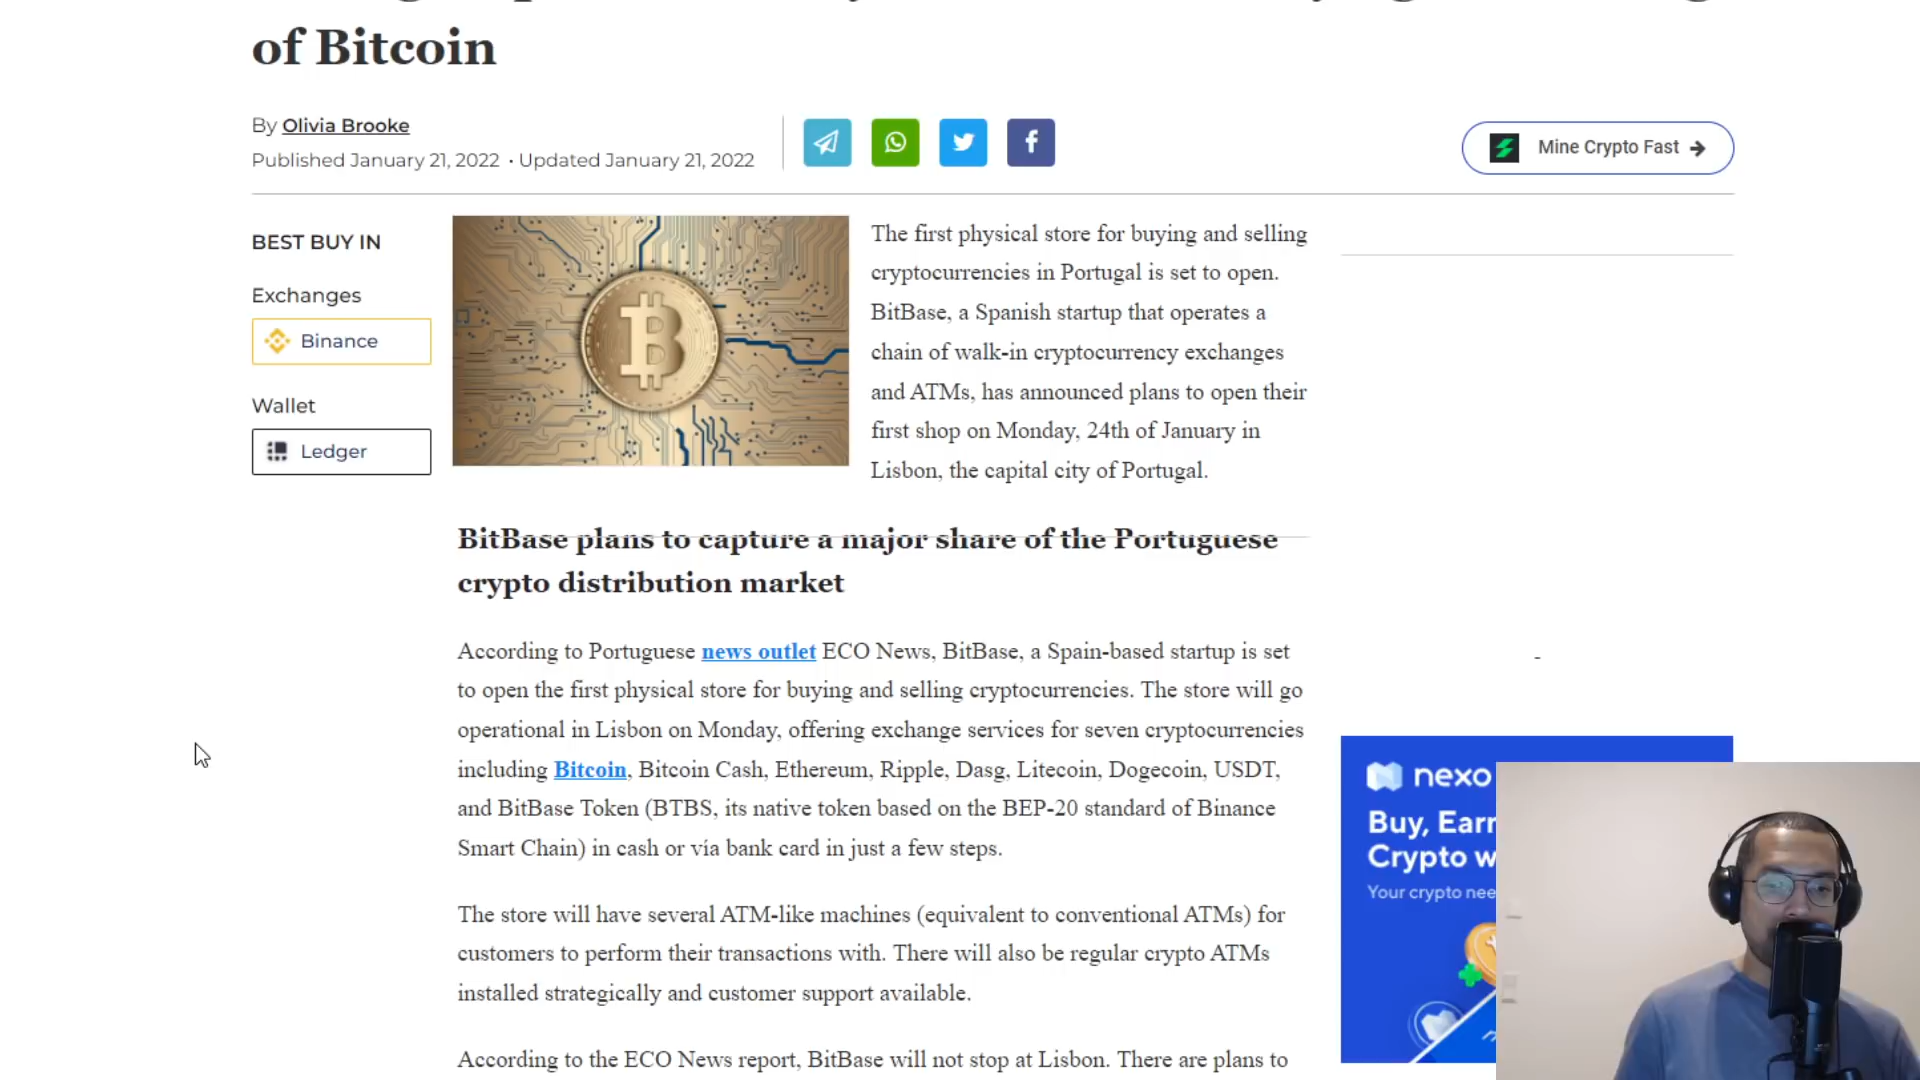 of Bitcoin
By Olivia Brooke
Published January 21, 2022 · Updated January 21, 2022
Mine Crypto Fast →
BEST BUY IN
Exchanges
Binance
Wallet
Ledger
The first physical store for buying and selling
cryptocurrencies in Portugal is set to open.
BitBase, a Spanish startup that operates a
chain of walk-in cryptocurrency exchanges
and ATMs, has announced plans to open their
first shop on Monday, 24th of January in
Lisbon, the capital city of Portugal.
BitBase plans to capture a major share of the Portuguese
crypto distribution market
According to Portuguese news outlet ECO News, BitBase, a Spain-based startup is set
to open the first physical store for buying and selling cryptocurrencies. The store will go
operational in Lisbon on Monday, offering exchange services for seven cryptocurrencies
including Bitcoin, Bitcoin Cash, Ethereum, Ripple, Dasg, Litecoin, Dogecoin, USDT,
and BitBase Token (BTBS, its native token based on the BEP-20 standard of Binance
Smart Chain) in cash or via bank card in just a few steps.
The store will have several ATM-like machines (equivalent to conventional ATMs) for
customers to perform their transactions with. There will also be regular crypto ATMs
installed strategically and customer support available.
According to the ECO News report, BitBase will not stop at Lisbon. There are plans to
nexo
Buy, Earn
Crypto w
Your crypto nee